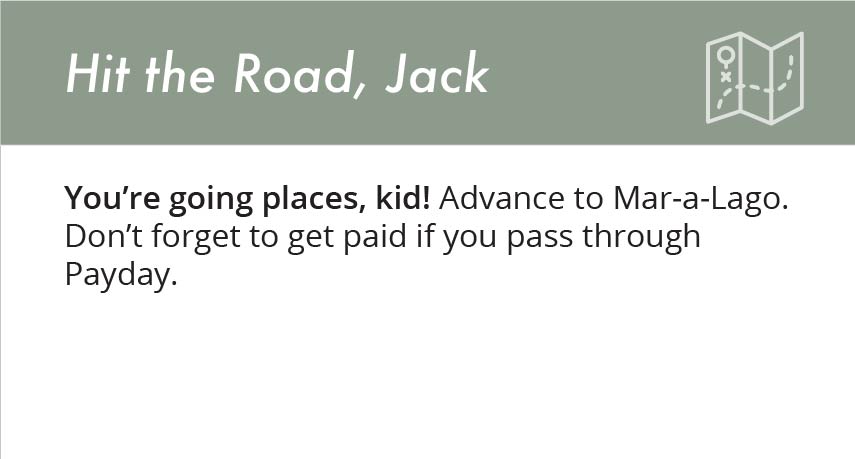 Hit the Road, Jack
You’re going places, kid! Advance to Mar-a-Lago.
Don’t forget to get paid if you pass through
Payday.